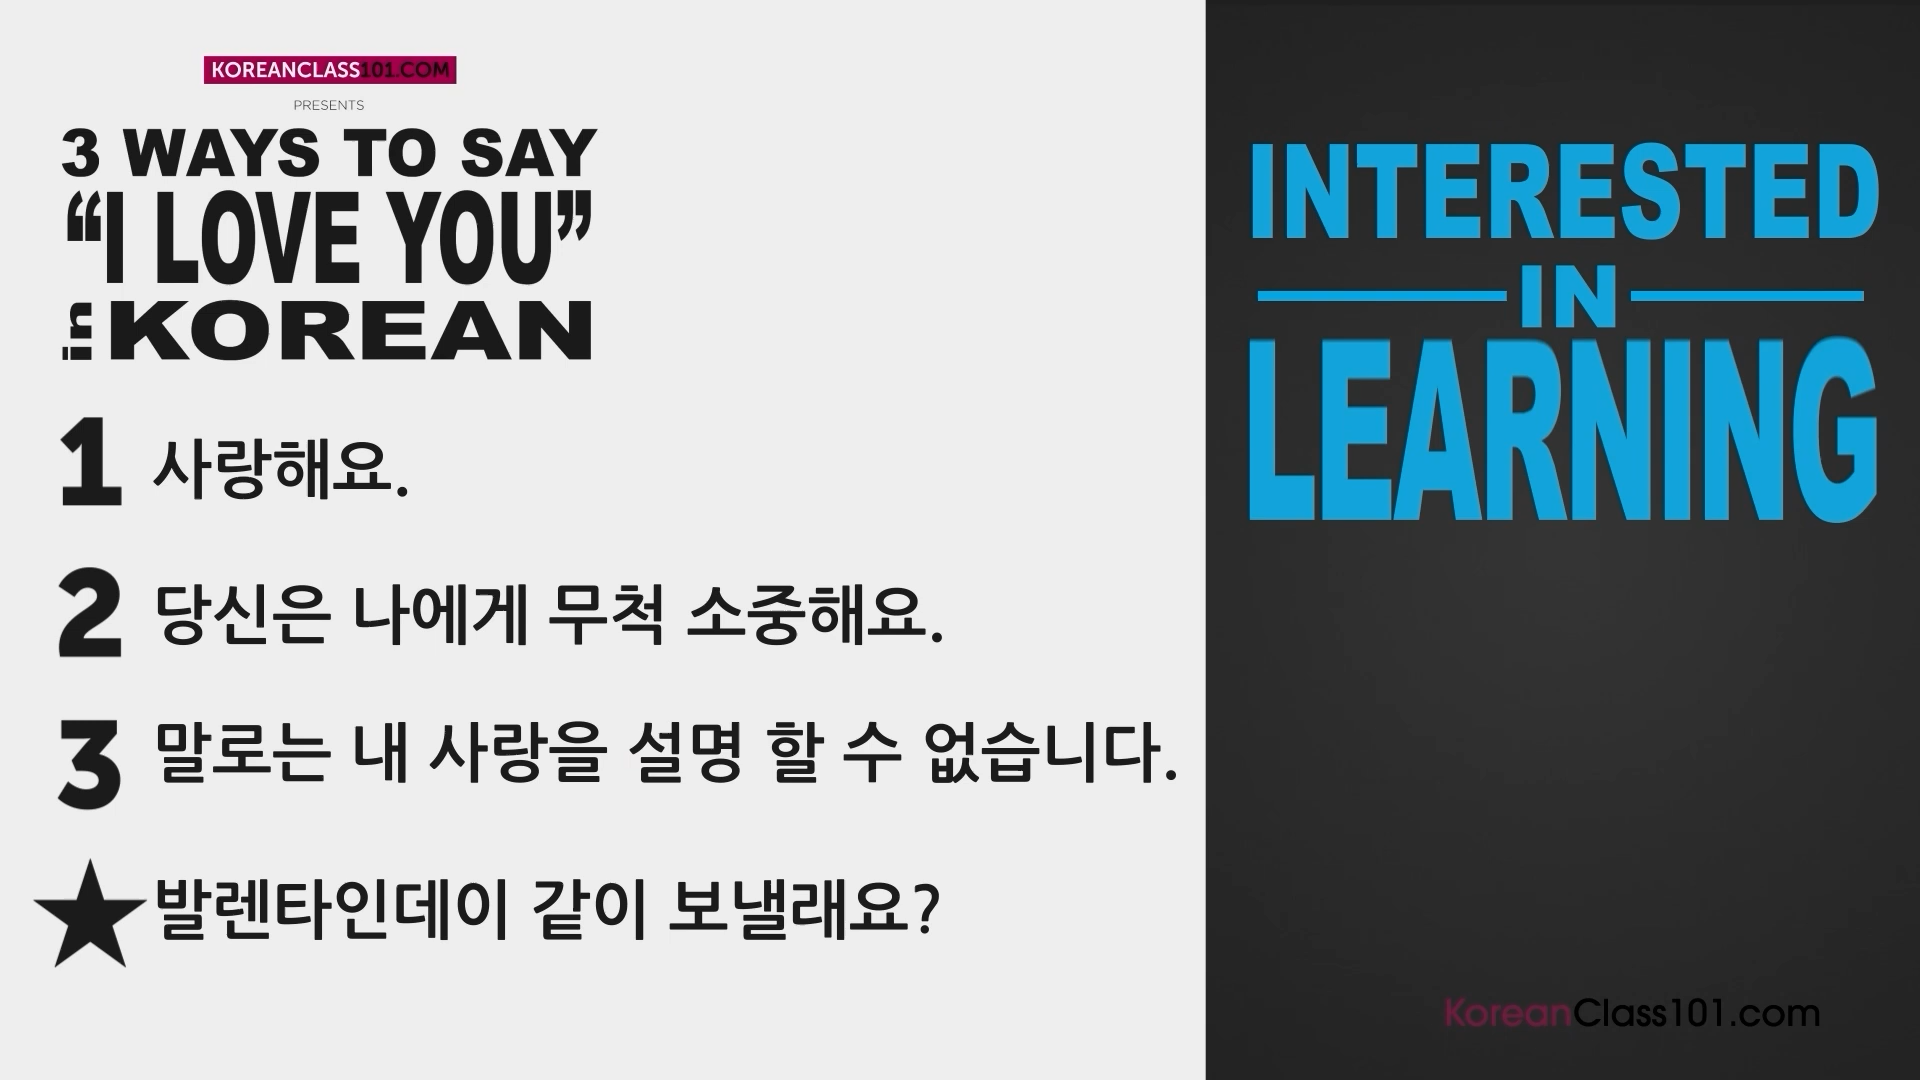 KOREANCLASS101.COM
PRESENTS
3 WAYS TO SAY
“I LOVE YOU”
in KOREAN
1 사랑해요.
2 당신은 나에게 무척 소중해요.
3 말로는 내 사랑을 설명 할 수 없습니다.
★ 발렌타인데이 같이 보낼래요?
INTERESTED
IN
LEARNING
KoreanClass101.com